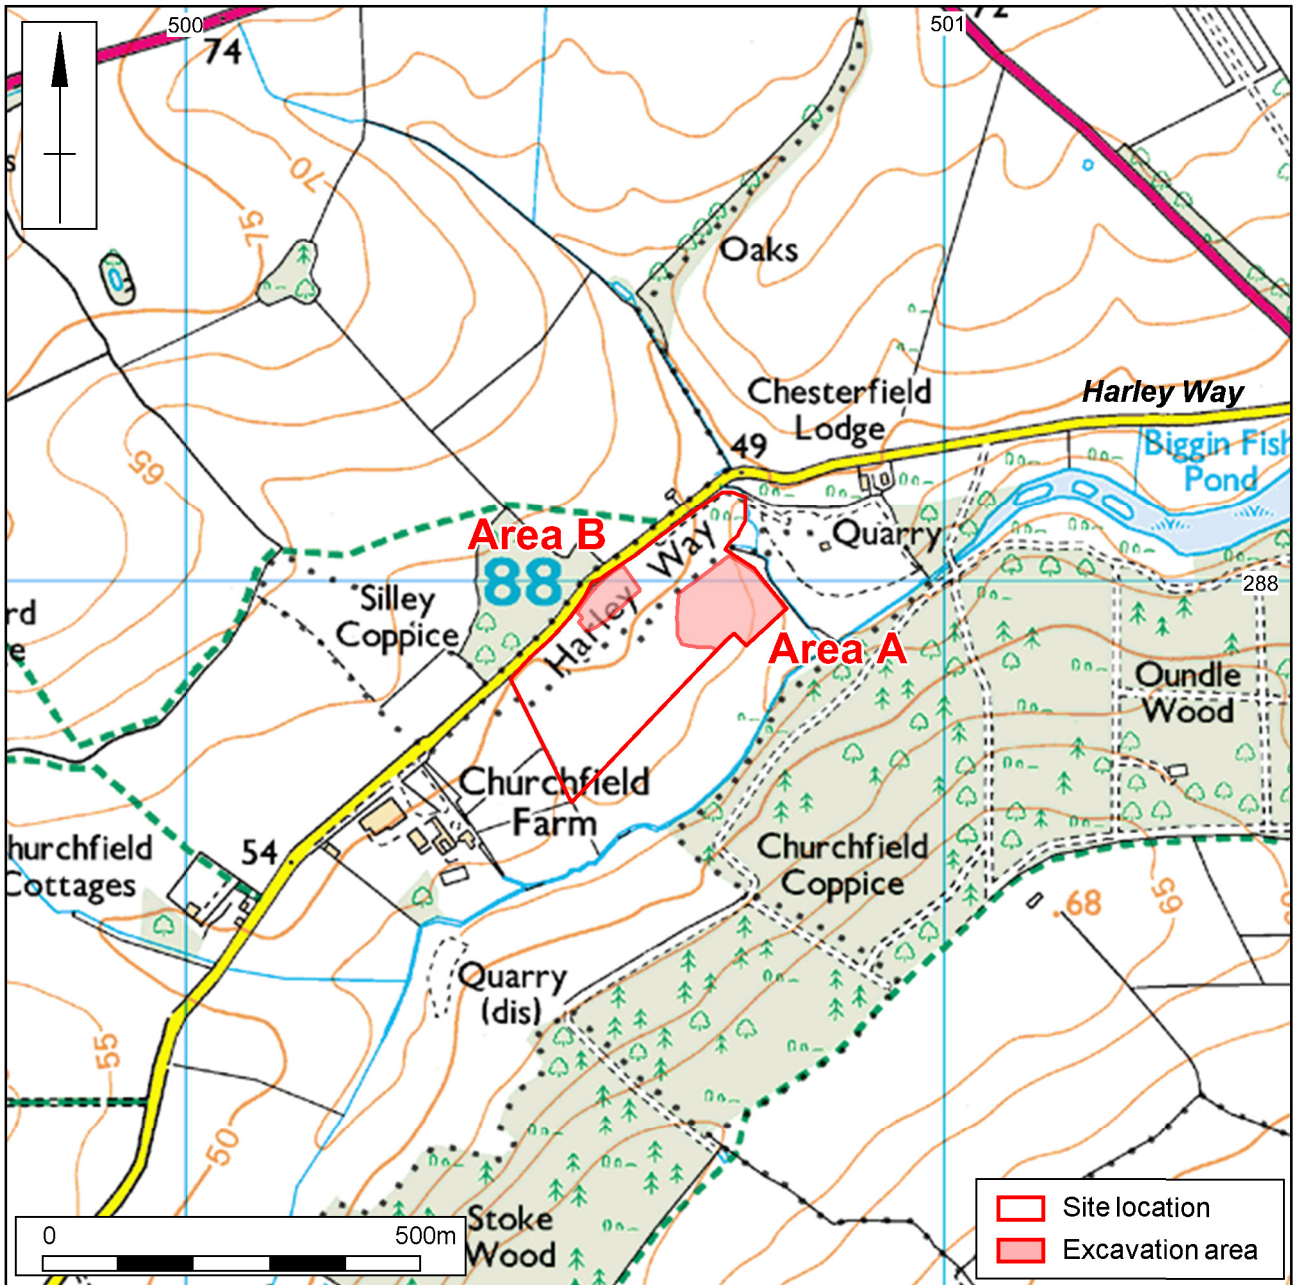 500
501
72
74
70
75
Oaks
Chesterfield
Lodge
Harley Way
65
49
Biggin Fish
Pond
Area B
Harley Way
Quarry
88
288
Silley
Coppice
rd
e
s
Area A
Oundle
Wood
Churchfield
Farm
54
hurchfield
Cottages
Churchfield
Coppice
68
65
Quarry
(dis)
55
50
Stoke
Wood
0 500m
Site location
Excavation area